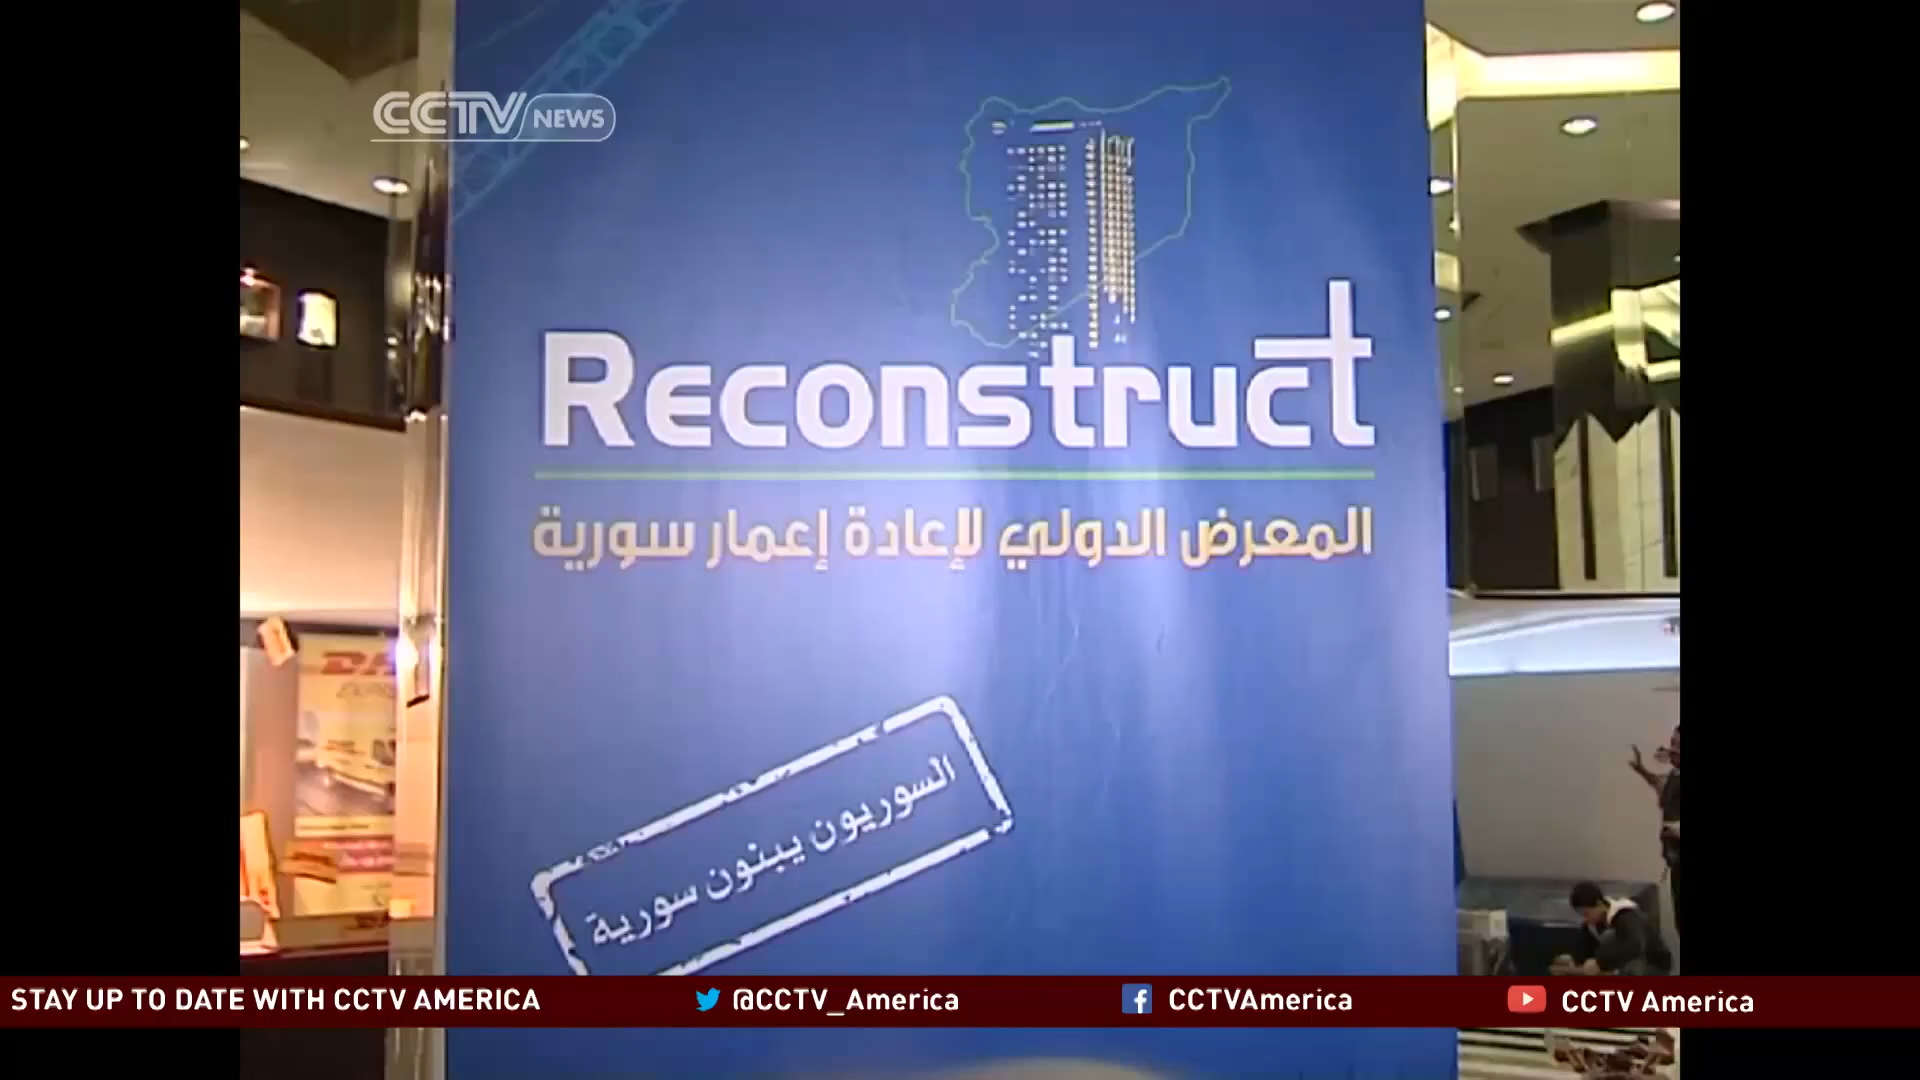 CCTV NEWS
Reconstruct
المعرض الدولي لإعادة إعمار سورية
السوريون يبنون سورية
STAY UP TO DATE WITH CCTV AMERICA
@CCTV_America
CCTVAmerica
CCTV America